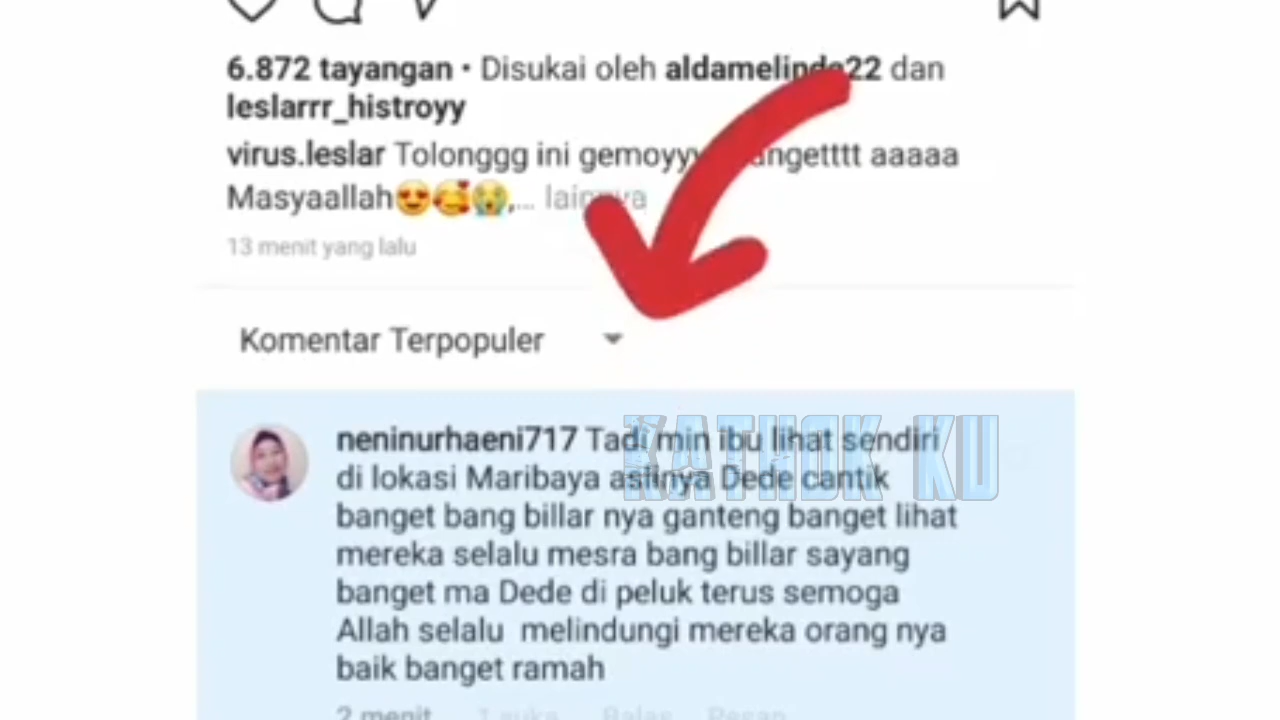 6.872 tayangan • Disukai oleh aldamelinda22 dan
leslarrr_histroyy
virus.leslar Tolonggg ini gemoyyy bangetttt aaaaa
Masyaallah😍🥰😭,... lainnya
13 menit yang lalu
Komentar Terpopuler
neninurhaeni717 Tadi min ibu lihat sendiri
di lokasi Maribaya aslinya Dede cantik
banget bang billar nya ganteng banget lihat
mereka selalu mesra bang billar sayang
banget ma Dede di peluk terus semoga
Allah selalu melindungi mereka orang nya
baik banget ramah
KATHOK KU
2 menit 1 suka Balas Pesan